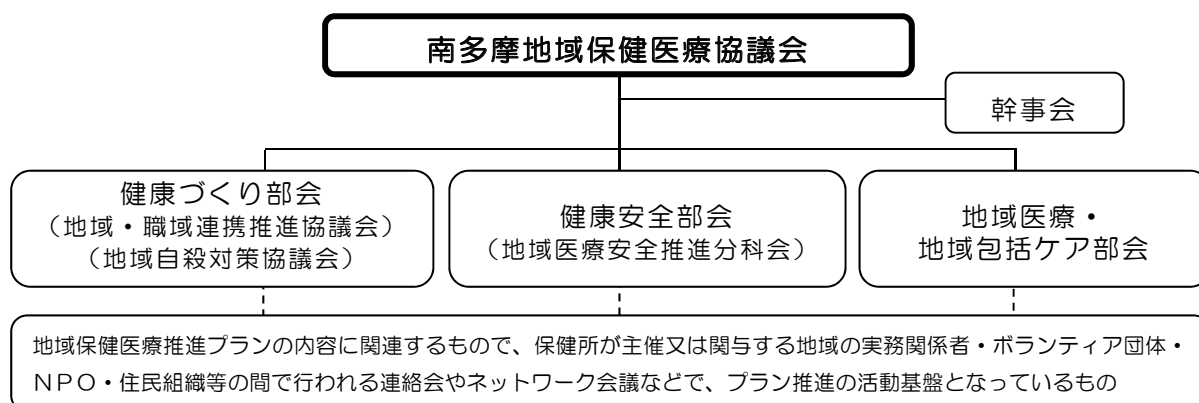 南多摩地域保健医療協議会
幹事会
健康づくり部会
（地域・職域連携推進協議会）
（地域自殺対策協議会）
健康安全部会
（地域医療安全推進分科会）
地域医療・
地域包括ケア部会
地域保健医療推進プランの内容に関連するもので、保健所が主催又は関与する地域の実務関係者・ボランティア団体・
ＮＰＯ・住民組織等の間で行われる連絡会やネットワーク会議などで、プラン推進の活動基盤となっているもの